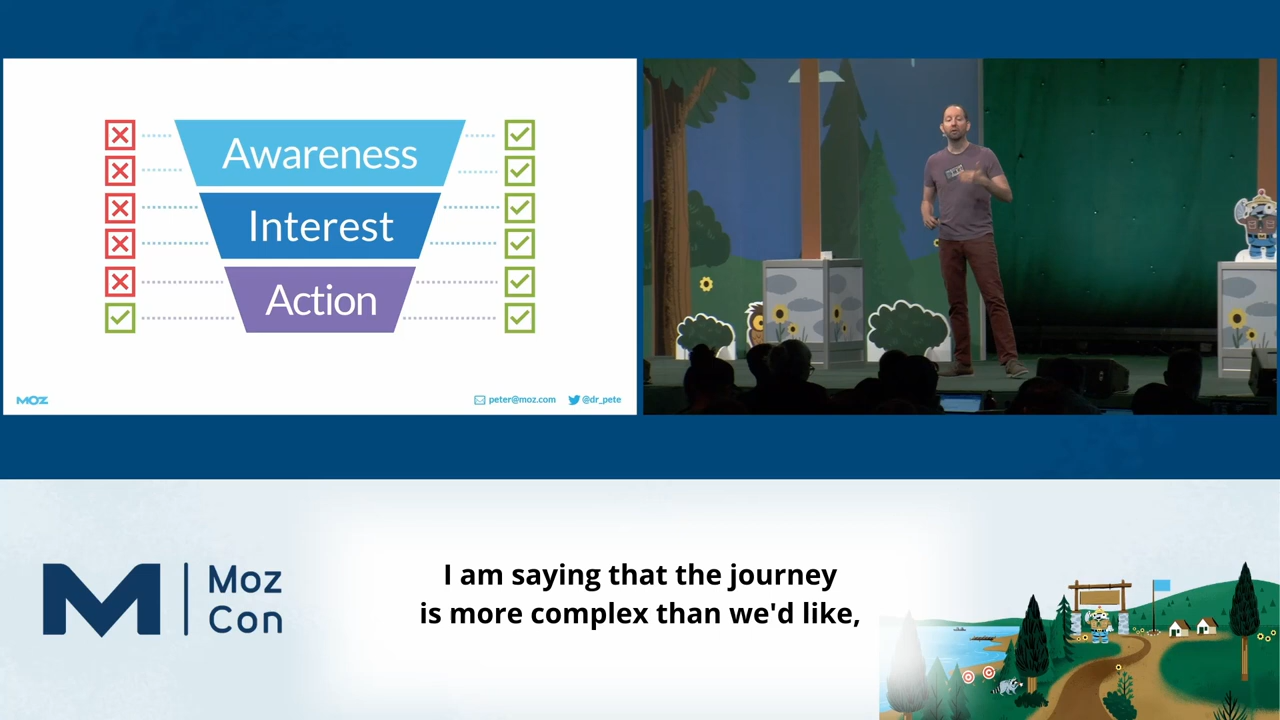 Awareness
Interest
Action
MOZ
peter@moz.com
@dr_pete
M
Moz
Con
I am saying that the journey
is more complex than we'd like,